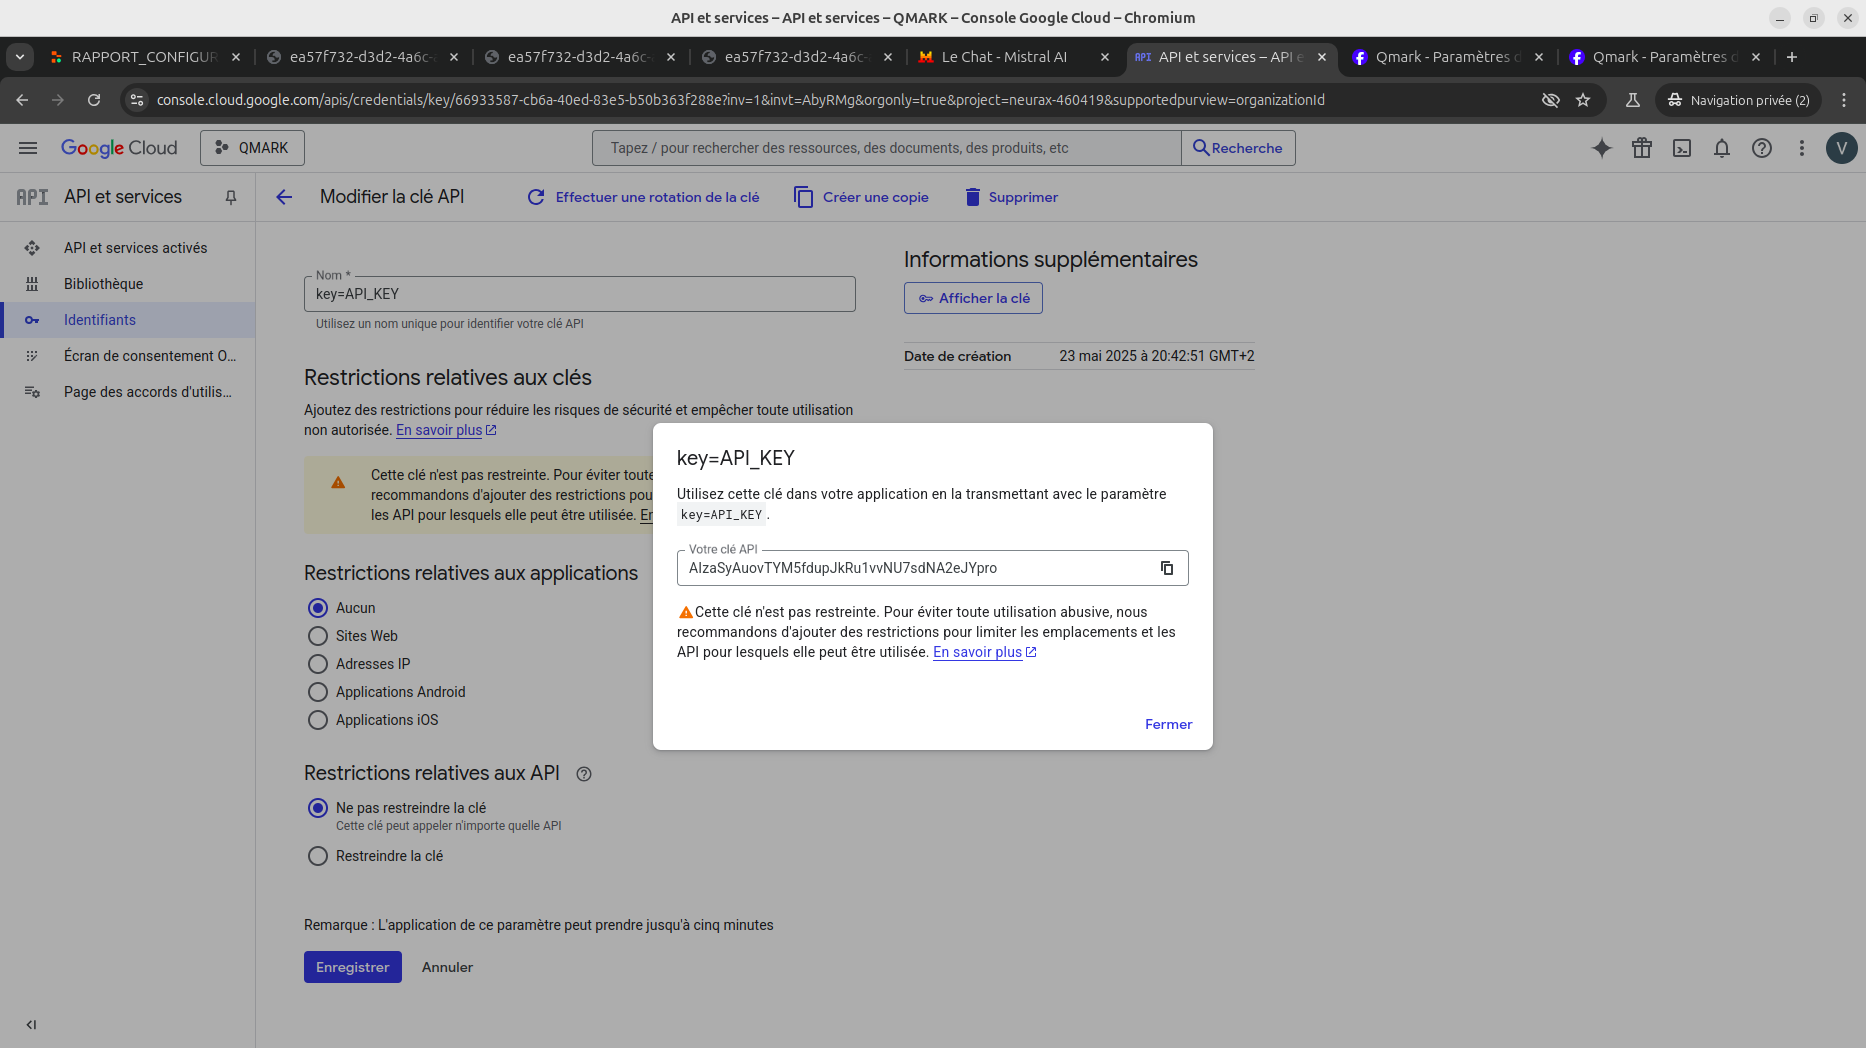 API et services – API et services – QMARK – Console Google Cloud – Chromium
RAPPORT_CONFIGUR
ea57f732-d3d2-4a6c-
ea57f732-d3d2-4a6c-
ea57f732-d3d2-4a6c-
Le Chat - Mistral AI
API API et services – API e
Qmark - Paramètres d
Qmark - Paramètres d
console.cloud.google.com/apis/credentials/key/66933587-cb6a-40ed-83e5-b50b363f288e?inv=1&invt=AbyRMg&orgonly=true&project=neurax-460419&supportedpurview=organizationId
Navigation privée (2)
Google Cloud
QMARK
Tapez / pour rechercher des ressources, des documents, des produits, etc
Recherche
V
API API et services
Modifier la clé API
Effectuer une rotation de la clé
Créer une copie
Supprimer
API et services activés
Bibliothèque
Identifiants
Écran de consentement O...
Page des accords d'utilis...
Nom *
key=API_KEY
Utilisez un nom unique pour identifier votre clé API
Informations supplémentaires
Afficher la clé
Date de création 23 mai 2025 à 20:42:51 GMT+2
Restrictions relatives aux clés
Ajoutez des restrictions pour réduire les risques de sécurité et empêcher toute utilisation
non autorisée. En savoir plus
Cette clé n'est pas restreinte. Pour éviter toute
recommandons d'ajouter des restrictions pou
les API pour lesquels elle peut être utilisée. En
Restrictions relatives aux applications
Aucun
Sites Web
Adresses IP
Applications Android
Applications iOS
Restrictions relatives aux API
Ne pas restreindre la clé
Cette clé peut appeler n'importe quelle API
Restreindre la clé
Remarque : L'application de ce paramètre peut prendre jusqu'à cinq minutes
Enregistrer
Annuler
key=API_KEY
Utilisez cette clé dans votre application en la transmettant avec le paramètre
key=API_KEY.
Votre clé API
AIzaSyAuovTYM5fdupJkRu1vvNU7sdNA2eJYpro
Cette clé n'est pas restreinte. Pour éviter toute utilisation abusive, nous
recommandons d'ajouter des restrictions pour limiter les emplacements et les
API pour lesquels elle peut être utilisée. En savoir plus
Fermer